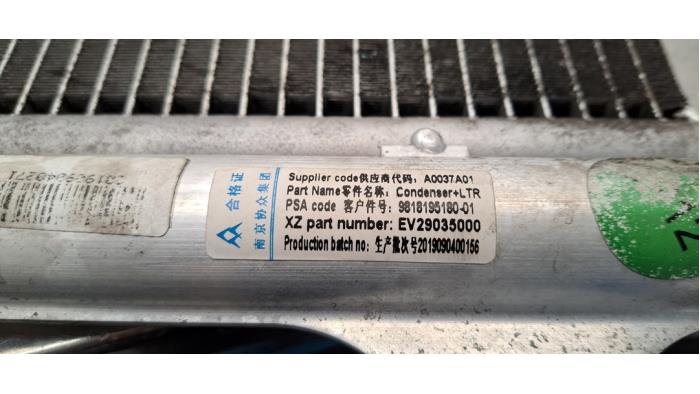 合格证
南京协众集团
Supplier code供应商代码: A0037A01
Part Name零件名称: Condenser+LTR
PSA code 客户件号: 9818195180-01
XZ part number: EV29035000
Production batch no: 生产批次号2019090400156